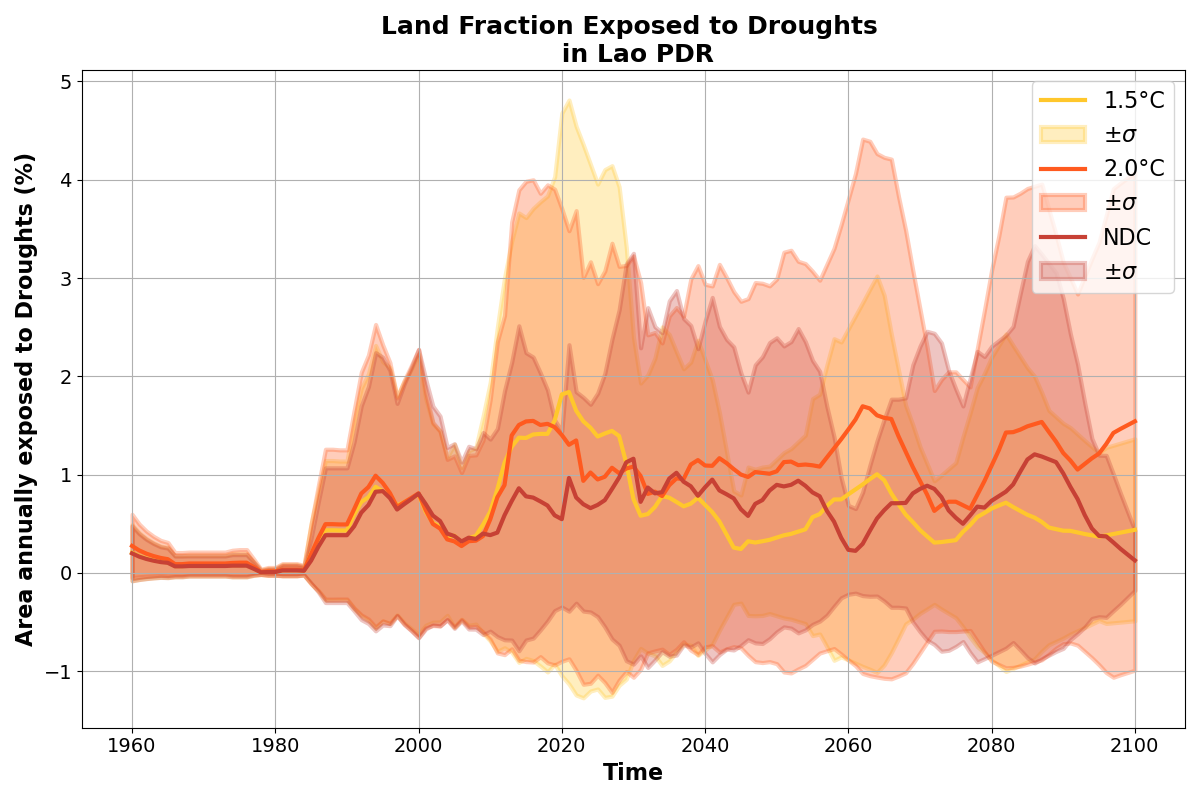 Land Fraction Exposed to Droughts
in Lao PDR
Area annually exposed to Droughts (%)
5
4
3
2
1
0
−1
1.5°C
±σ
2.0°C
±σ
NDC
±σ
1960 1980 2000 2020 2040 2060 2080 2100
Time